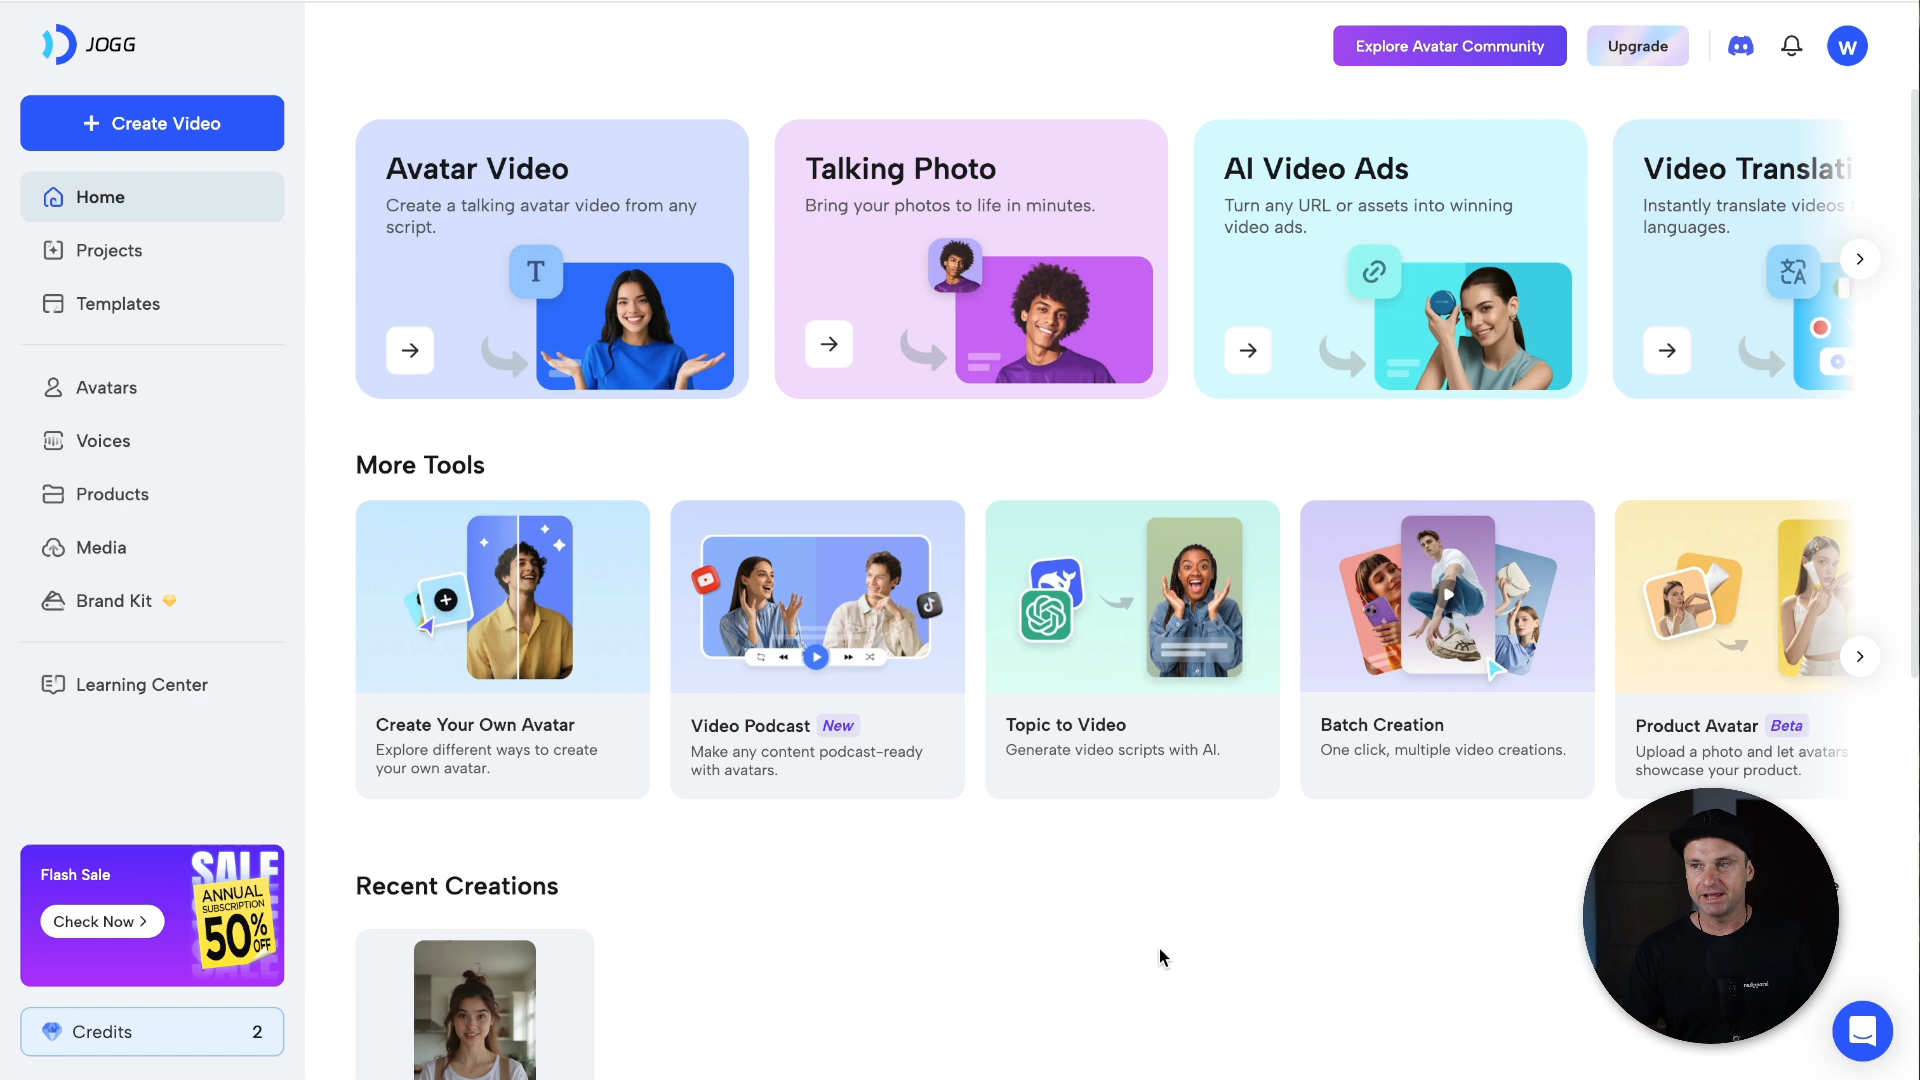 JOGG
Explore Avatar Community
Upgrade
W
+ Create Video
Home
Projects
Templates
Avatars
Voices
Products
Media
Brand Kit
Learning Center
Flash Sale
Check Now >
SALE
ANNUAL
SUBSCRIPTION
50%
OFF
SALE
Credits
2
Avatar Video
Create a talking avatar video from any
script.
T
Talking Photo
Bring your photos to life in minutes.
AI Video Ads
Turn any URL or assets into winning
video ads.
Video Translati
Instantly translate videos
languages.
文A
More Tools
Create Your Own Avatar
Explore different ways to create
your own avatar.
Video Podcast New
Make any content podcast-ready
with avatars.
Topic to Video
Generate video scripts with AI.
Batch Creation
One click, multiple video creations.
Product Avatar Beta
Upload a photo and let avatars
showcase your product.
Recent Creations